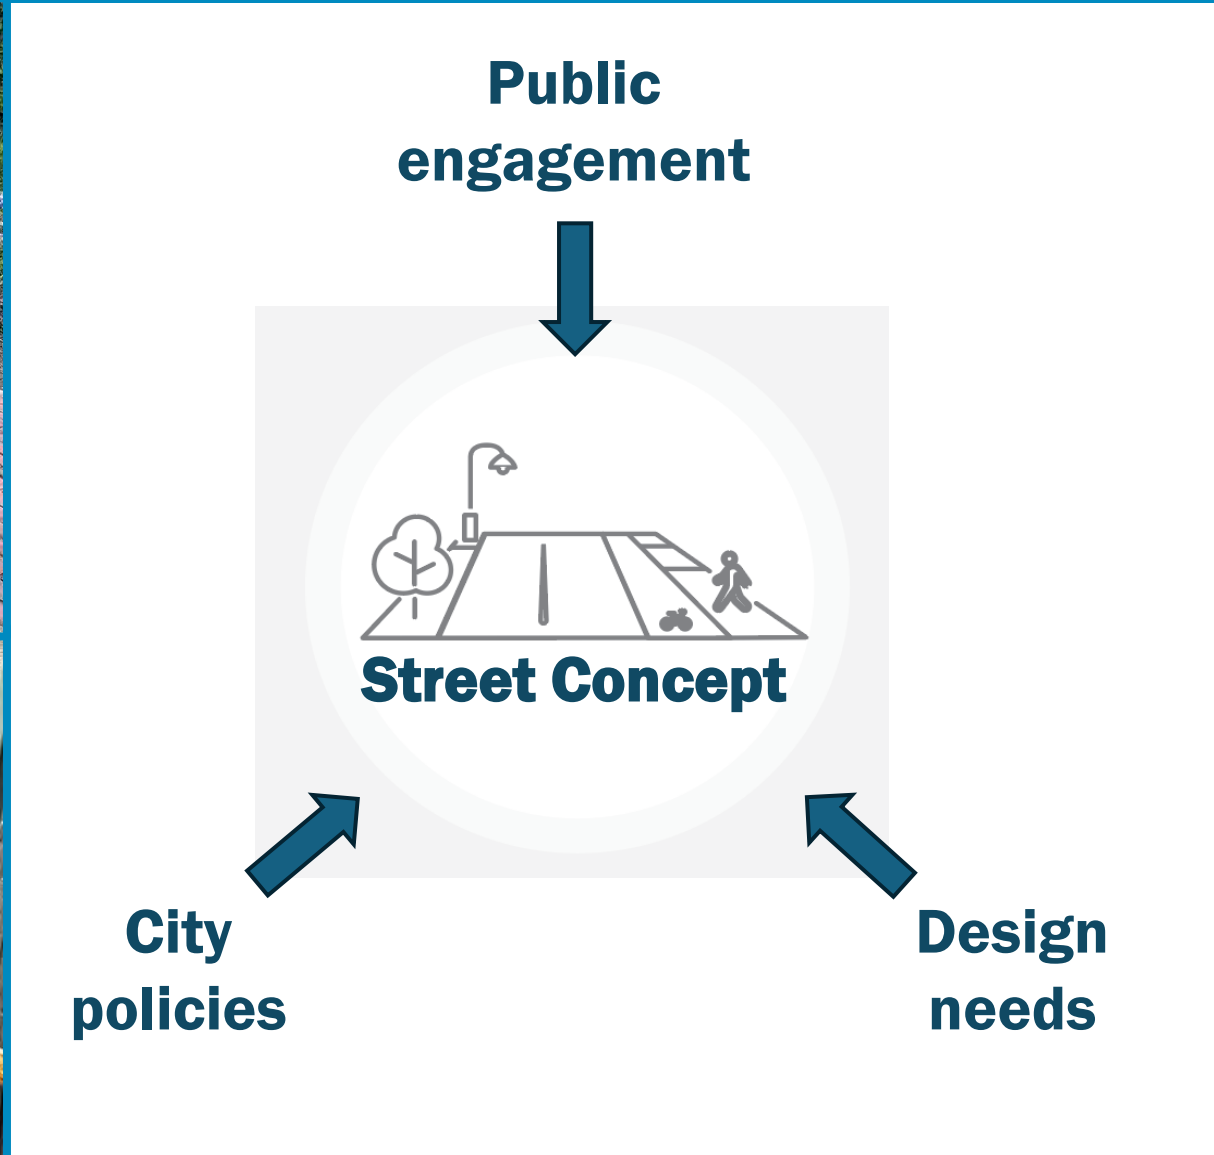 Public
engagement
Street Concept
City
policies
Design
needs